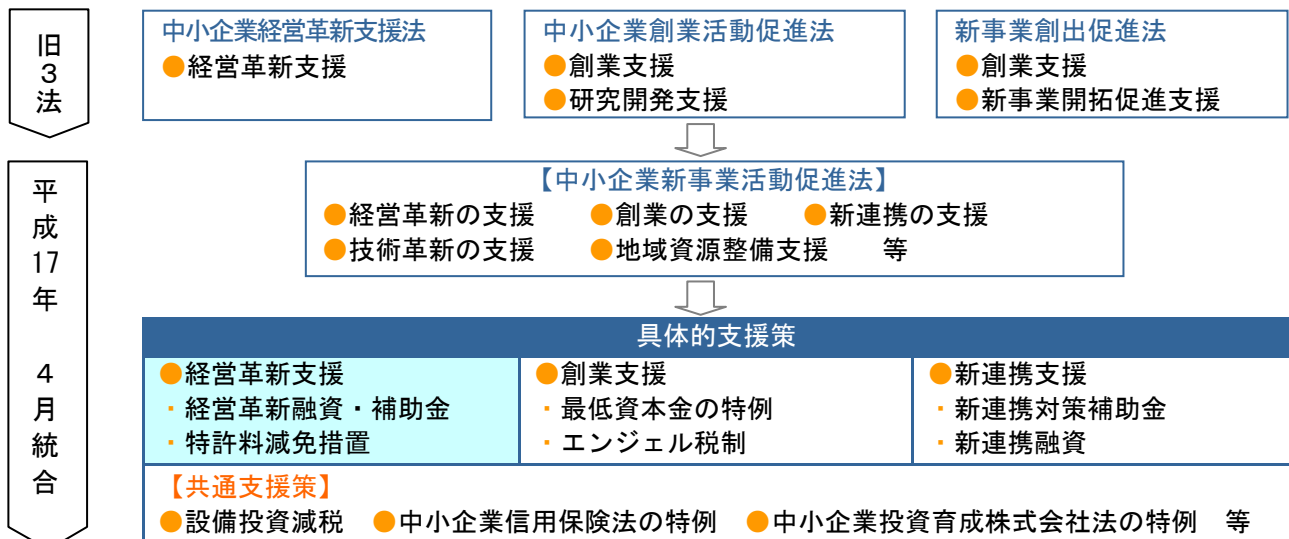 旧3法
中小企業経営革新支援法
●経営革新支援
中小企業創業活動促進法
●創業支援
●研究開発支援
新事業創出促進法
●創業支援
●新事業開拓促進支援
平成17年 4月統合
【中小企業新事業活動促進法】
●経営革新の支援 ●創業の支援 ●新連携の支援
●技術革新の支援 ●地域資源整備支援 等
具体的支援策
●経営革新支援
・経営革新融資・補助金
・特許料減免措置
●創業支援
・最低資本金の特例
・エンジェル税制
●新連携支援
・新連携対策補助金
・新連携融資
【共通支援策】
●設備投資減税 ●中小企業信用保険法の特例 ●中小企業投資育成株式会社法の特例 等